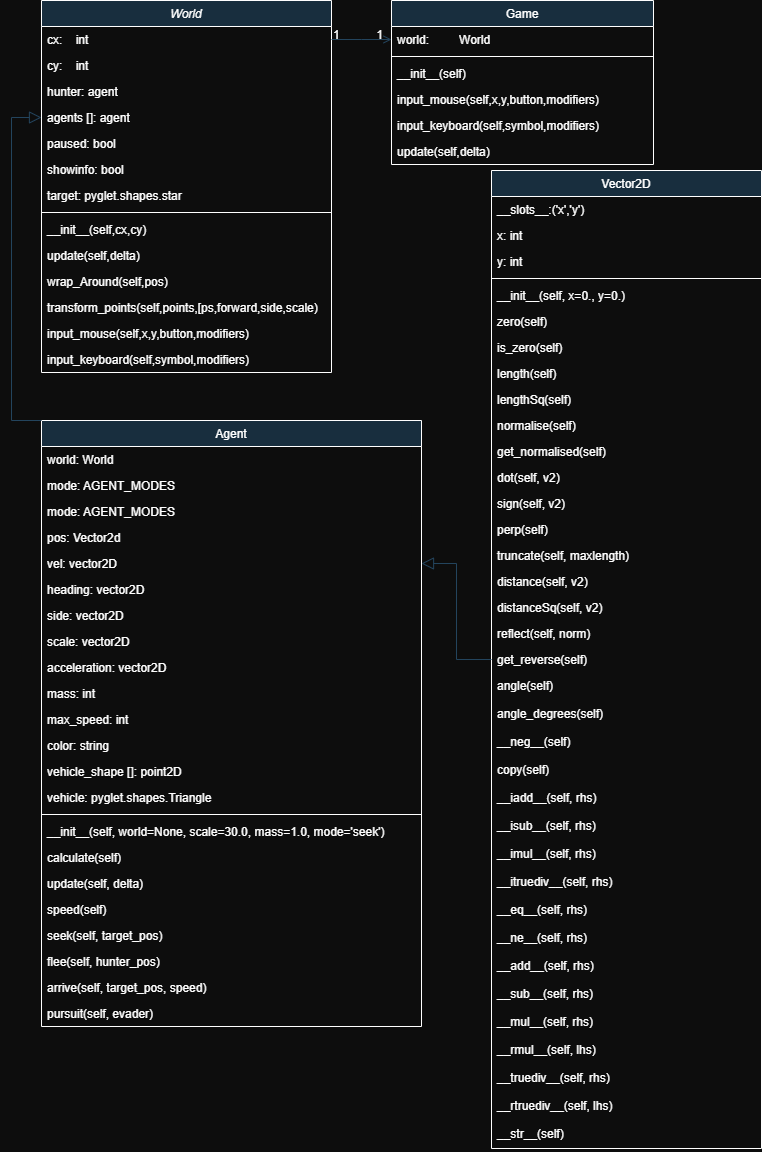 World
cx: int
cy: int
hunter: agent
agents []: agent
paused: bool
showinfo: bool
target: pyglet.shapes.star
__init__(self,cx,cy)
update(self,delta)
wrap_Around(self,pos)
transform_points(self,points,[ps,forward,side,scale)
input_mouse(self,x,y,button,modifiers)
input_keyboard(self,symbol,modifiers)
1
1
Game
world: World
__init__(self)
input_mouse(self,x,y,button,modifiers)
input_keyboard(self,symbol,modifiers)
update(self,delta)
Agent
world: World
mode: AGENT_MODES
mode: AGENT_MODES
pos: Vector2d
vel: vector2D
heading: vector2D
side: vector2D
scale: vector2D
acceleration: vector2D
mass: int
max_speed: int
color: string
vehicle_shape []: point2D
vehicle: pyglet.shapes.Triangle
__init__(self, world=None, scale=30.0, mass=1.0, mode='seek')
calculate(self)
update(self, delta)
speed(self)
seek(self, target_pos)
flee(self, hunter_pos)
arrive(self, target_pos, speed)
pursuit(self, evader)
Vector2D
__slots__:('x','y')
x: int
y: int
__init__(self, x=0., y=0.)
zero(self)
is_zero(self)
length(self)
lengthSq(self)
normalise(self)
get_normalised(self)
dot(self, v2)
sign(self, v2)
perp(self)
truncate(self, maxlength)
distance(self, v2)
distanceSq(self, v2)
reflect(self, norm)
get_reverse(self)
angle(self)
angle_degrees(self)
__neg__(self)
copy(self)
__iadd__(self, rhs)
__isub__(self, rhs)
__imul__(self, rhs)
__itruediv__(self, rhs)
__eq__(self, rhs)
__ne__(self, rhs)
__add__(self, rhs)
__sub__(self, rhs)
__mul__(self, rhs)
__rmul__(self, lhs)
__truediv__(self, rhs)
__rtruediv__(self, lhs)
__str__(self)